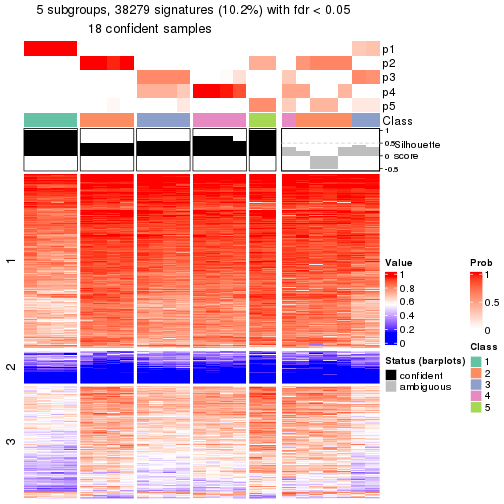 5 subgroups, 38279 signatures (10.2%) with fdr < 0.05
18 confident samples
p1
p2
p3
p4
p5
Class
1
0.5
0
-0.5
Silhouette
score
1
2
3
Value
1
0.8
0.6
0.4
0.2
0
Status (barplots)
confident
ambiguous
Prob
1
0.5
0
Class
1
2
3
4
5